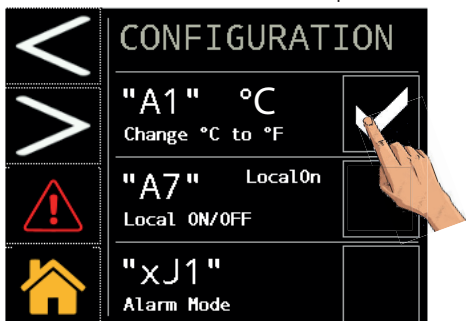 CONFIGURATION
"A1" °C
Change °C to °F
"A7" LocalOn
Local ON/OFF
"xJ1"
Alarm Mode